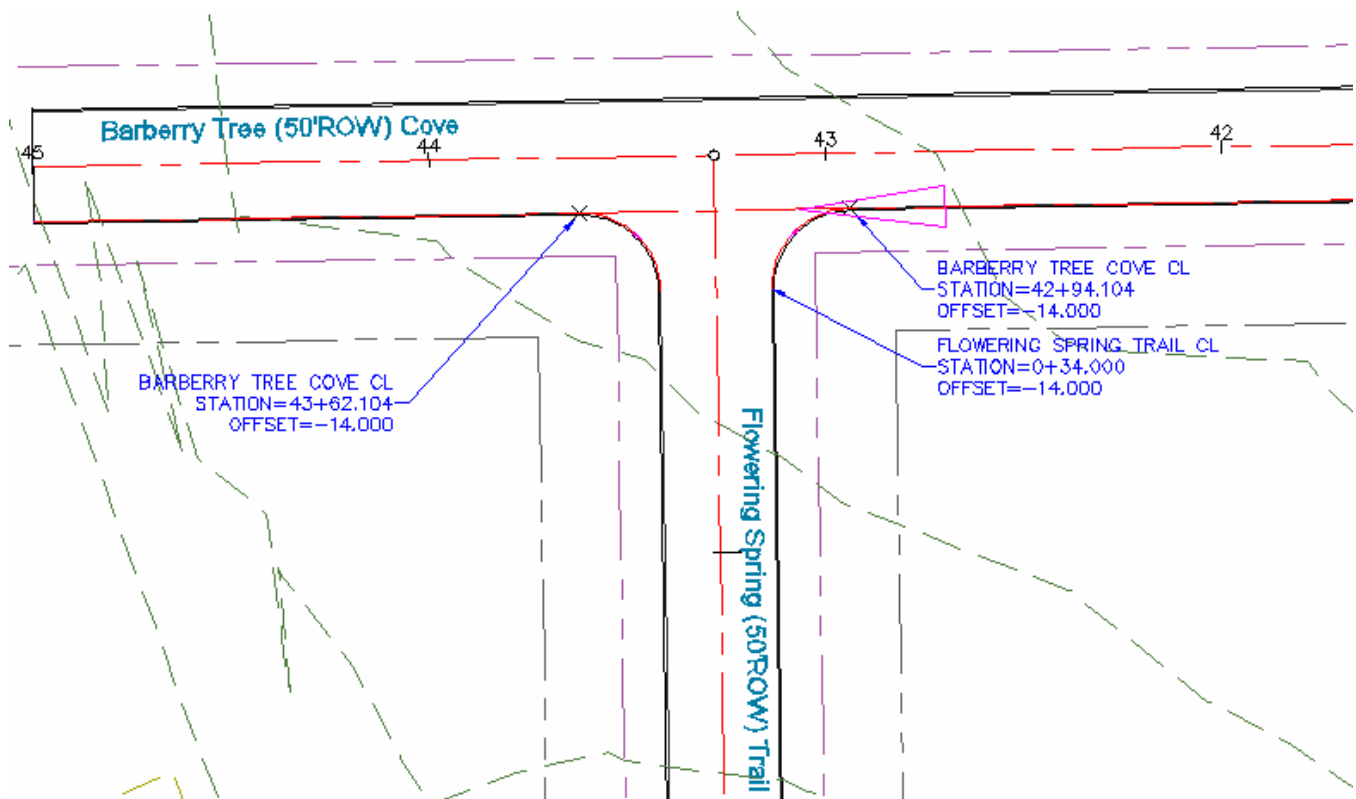 Barberry Tree (50'ROW) Cove
45
44
43
42
BARBERRY TREE COVE CL
STATION=42+94.104
OFFSET=-14.000
FLOWERING SPRING TRAIL CL
STATION=0+34.000
OFFSET=-14.000
BARBERRY TREE COVE CL
STATION=43+62.104
OFFSET=-14.000
Flowering Spring (50'ROW) Trail